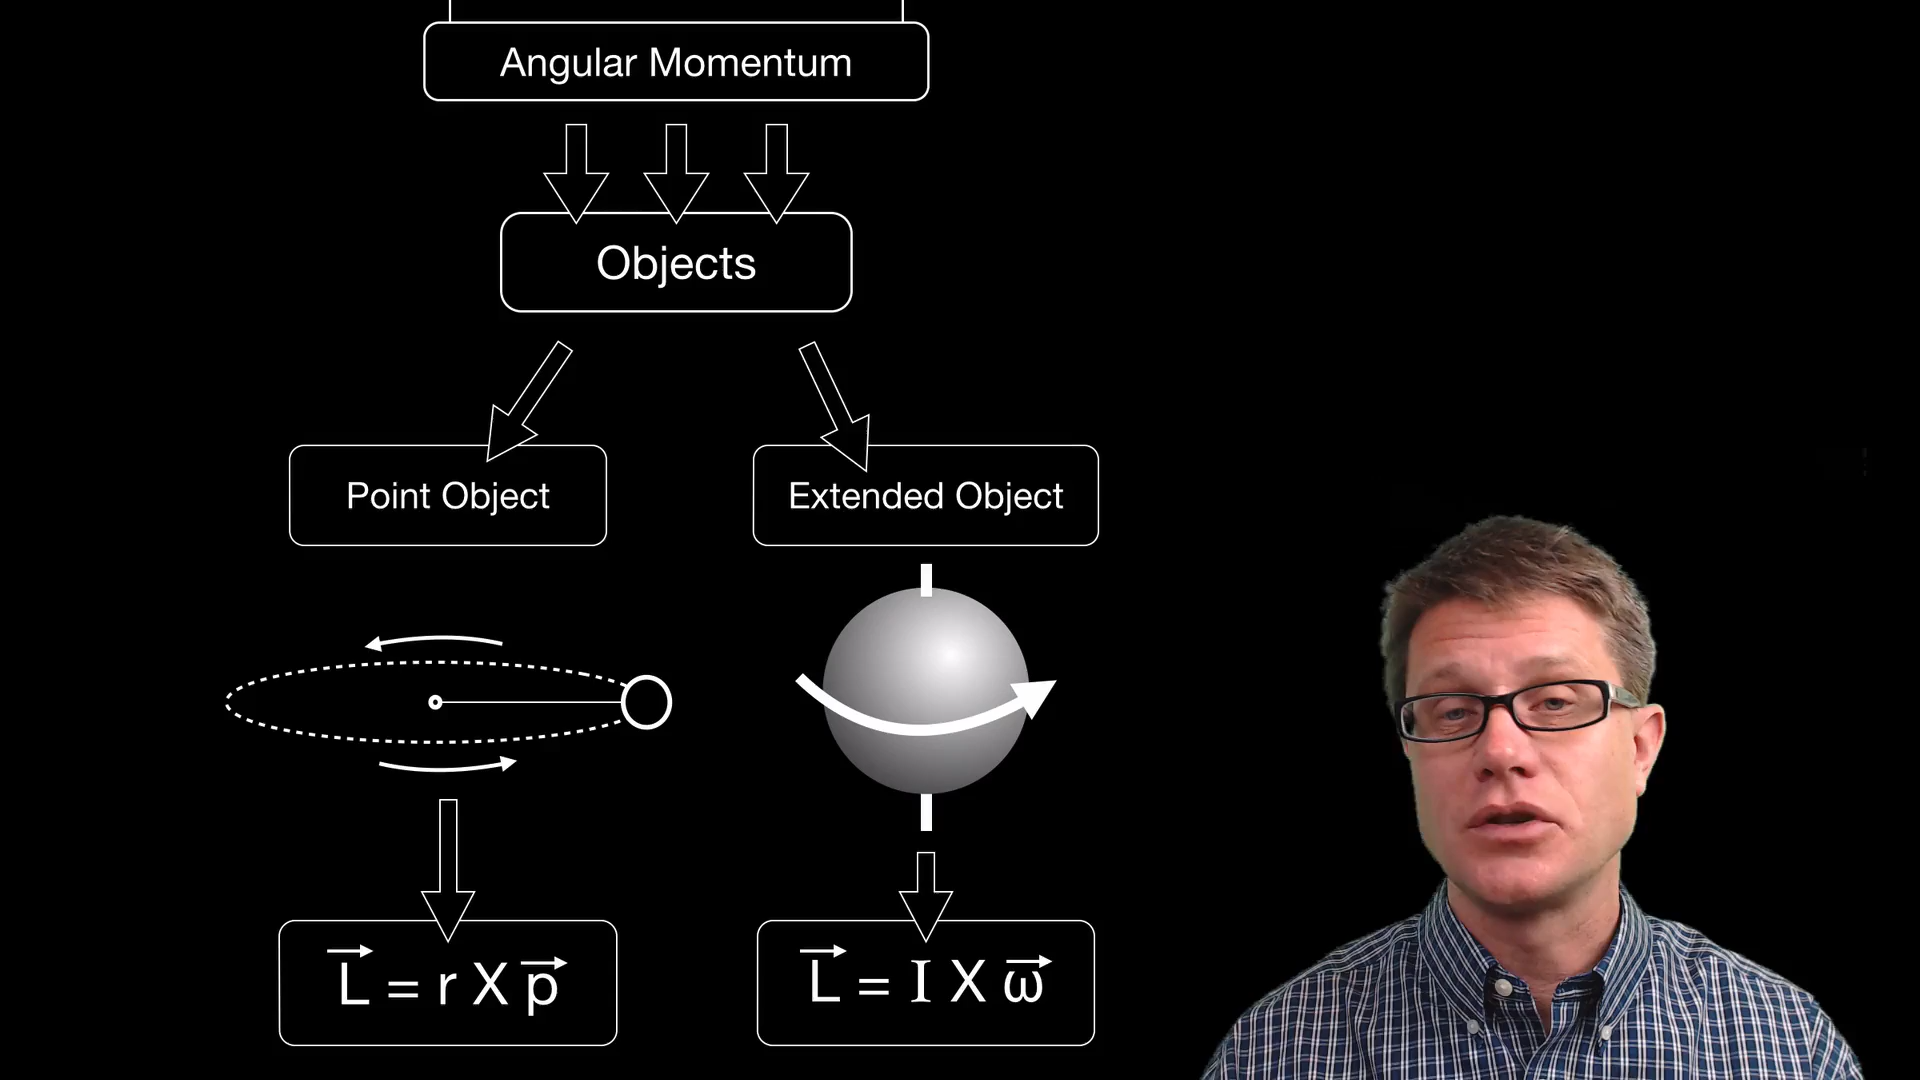 Angular Momentum
Objects
Point Object
Extended Object
L⃗ = r X p⃗
L⃗ = I X ω⃗